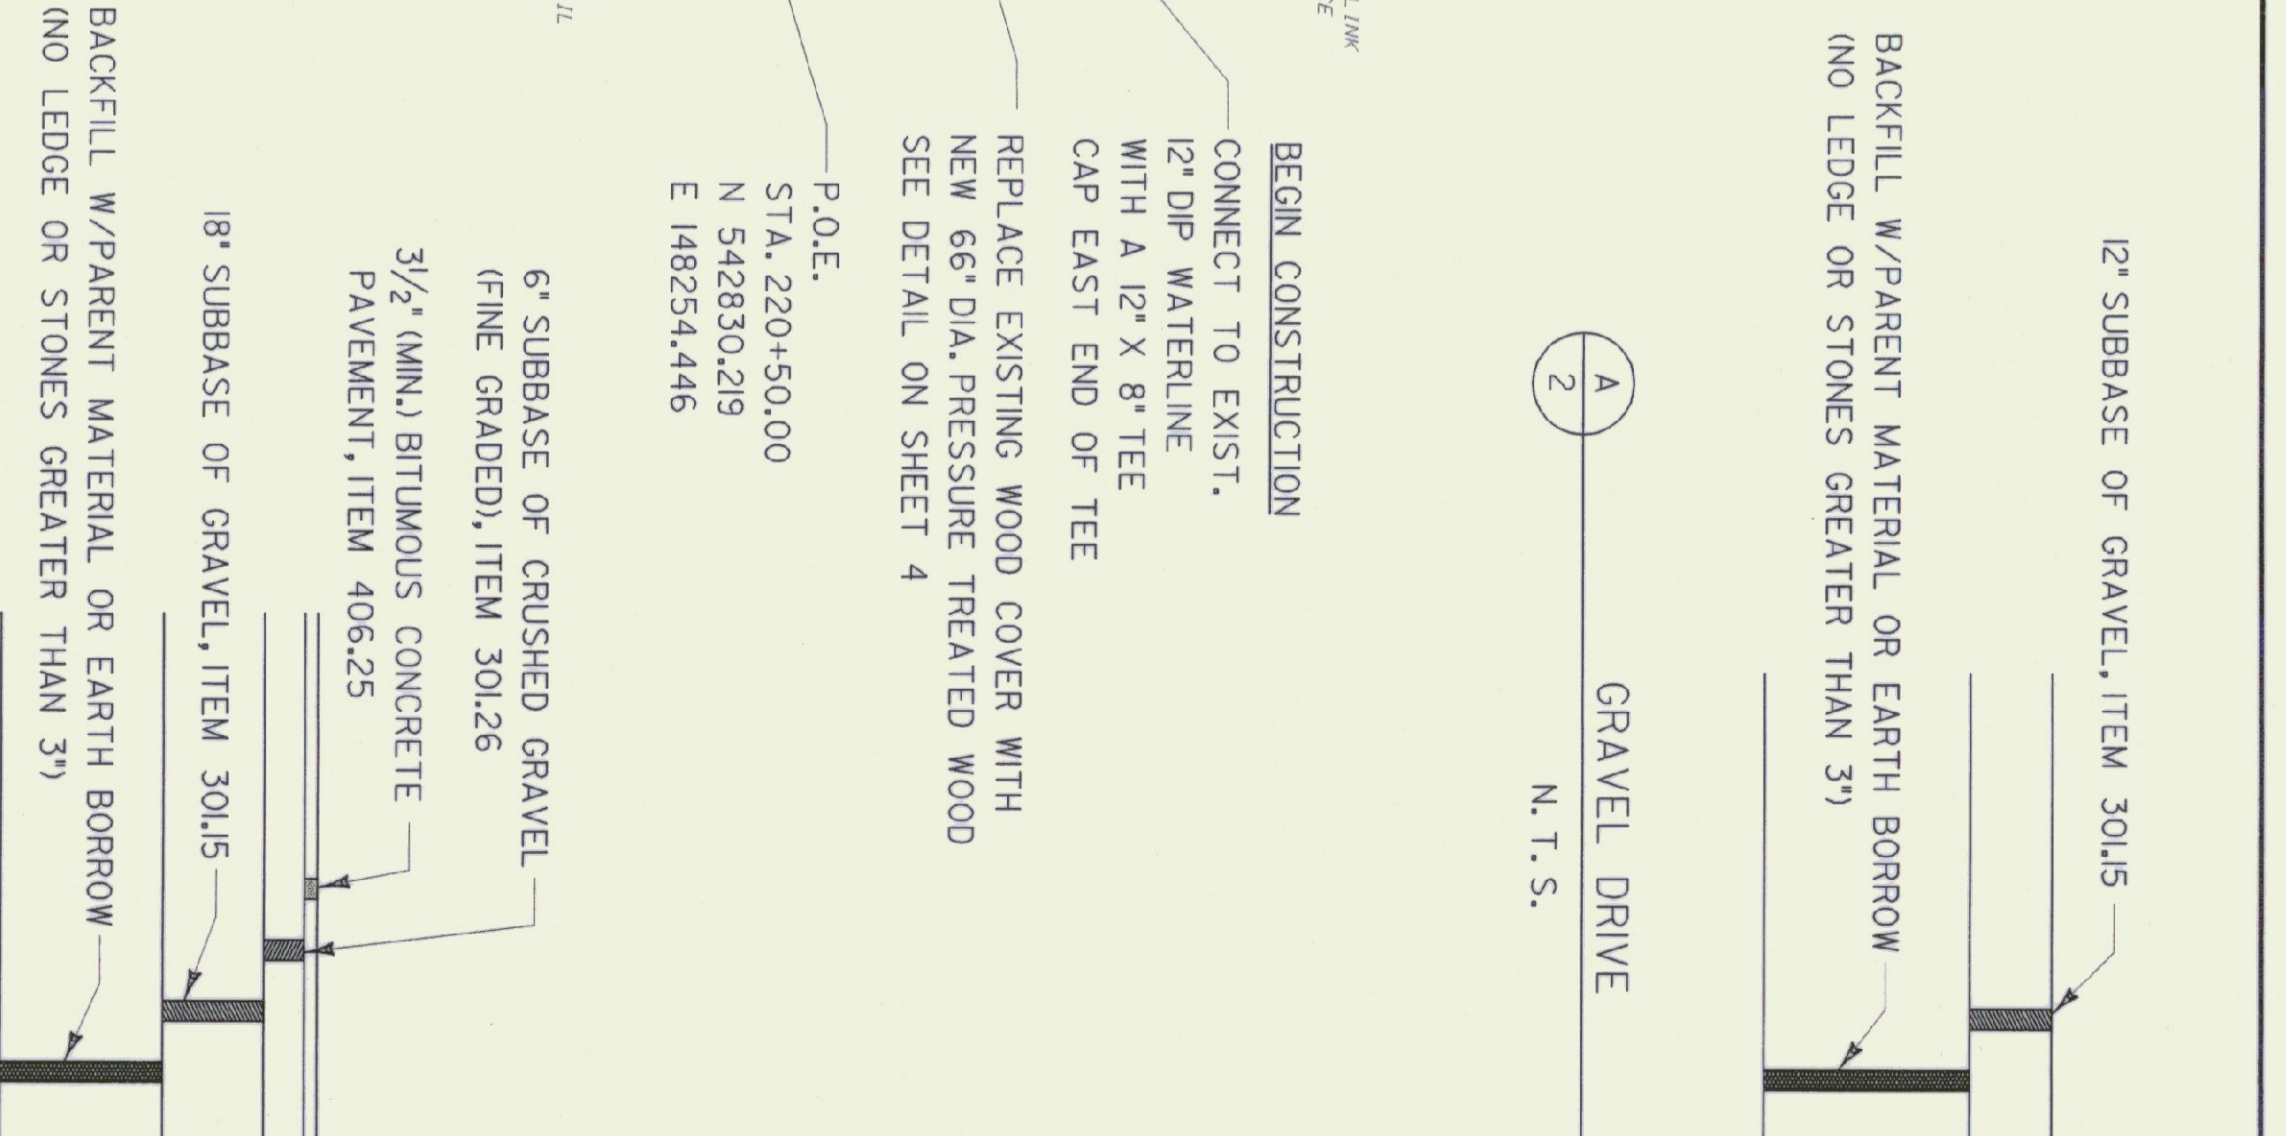 12" SUBBASE OF GRAVEL, ITEM 301.15
BACKFILL W/PARENT MATERIAL OR EARTH BORROW
(NO LEDGE OR STONES GREATER THAN 3")
A
2
GRAVEL DRIVE
N.T.S.
LINK
BEGIN CONSTRUCTION
CONNECT TO EXIST.
12" DIP WATERLINE
WITH A 12" X 8" TEE
CAP EAST END OF TEE
REPLACE EXISTING WOOD COVER WITH
NEW 66" DIA. PRESSURE TREATED WOOD
SEE DETAIL ON SHEET 4
P.O.E.
STA. 220+50.00
N 542830.219
E 148254.446
6" SUBBASE OF CRUSHED GRAVEL
(FINE GRADED), ITEM 301.26
3 1/2" (MIN.) BITUMOUS CONCRETE
PAVEMENT, ITEM 406.25
18" SUBBASE OF GRAVEL, ITEM 301.15
BACKFILL W/PARENT MATERIAL OR EARTH BORROW
(NO LEDGE OR STONES GREATER THAN 3")